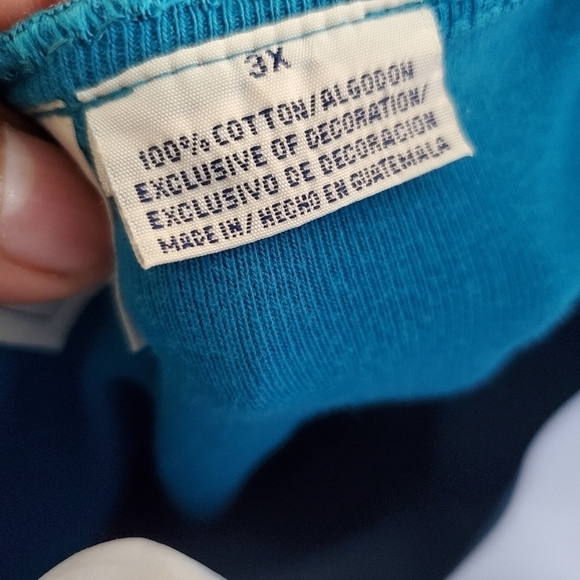 3X
100% COTTON/ALGODON
EXCLUSIVE OF DECORATION/
EXCLUSIVO DE DECORACION
MADE IN/HECHO EN GUATEMALA